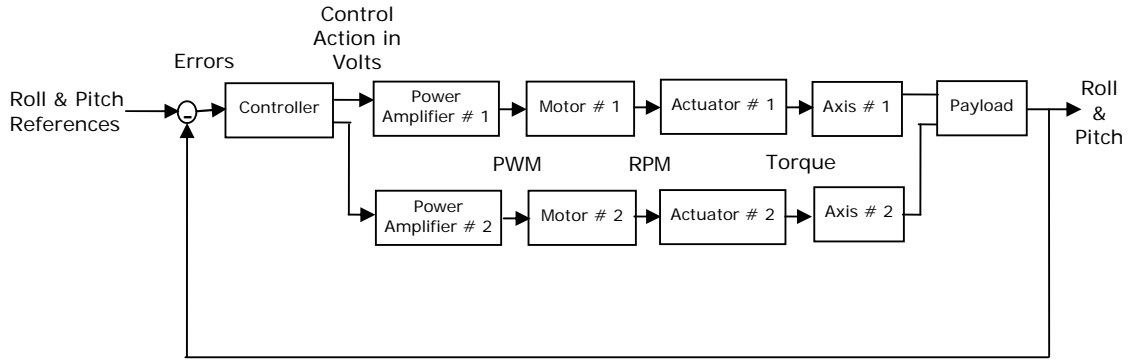 Control
Action in
Volts
Errors
Roll & Pitch
References
-
Controller
Power
Amplifier # 1
Motor # 1
Actuator # 1
Axis # 1
Payload
Roll
&
Pitch
PWM
RPM
Torque
Power
Amplifier # 2
Motor # 2
Actuator # 2
Axis # 2